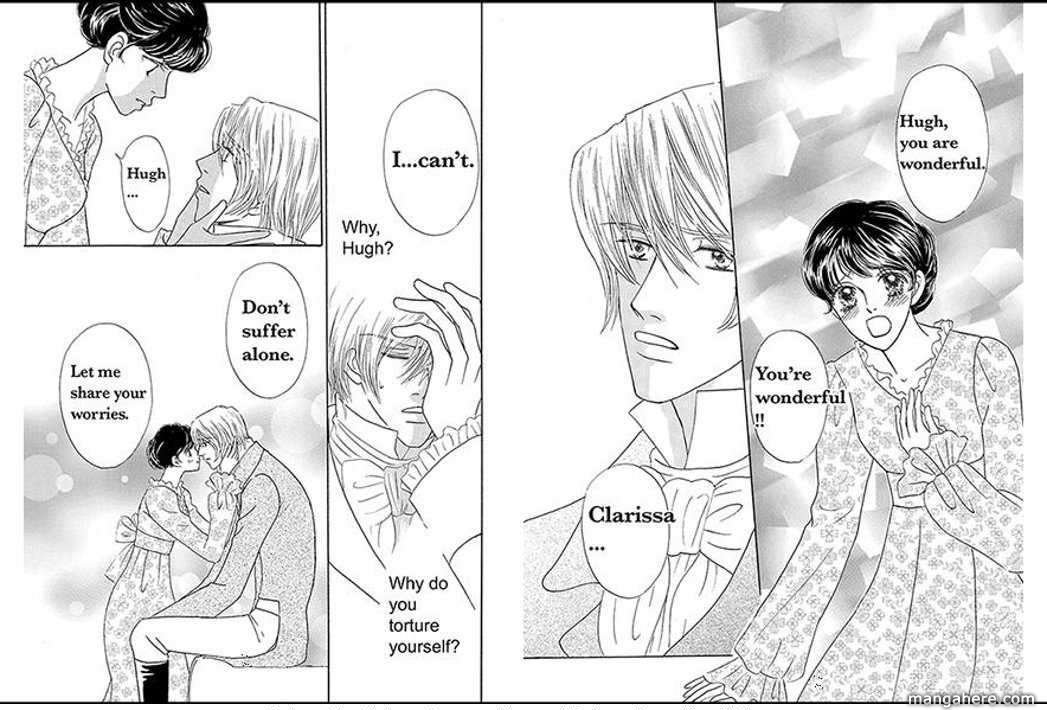 Hugh,
you are
wonderful.
You're
wonderful
!!
Clarissa
...
I...can't.
Why,
Hugh?
Why do
you
torture
yourself?
Hugh
...
Don't
suffer
alone.
Let me
share your
worries.
mangahere.com